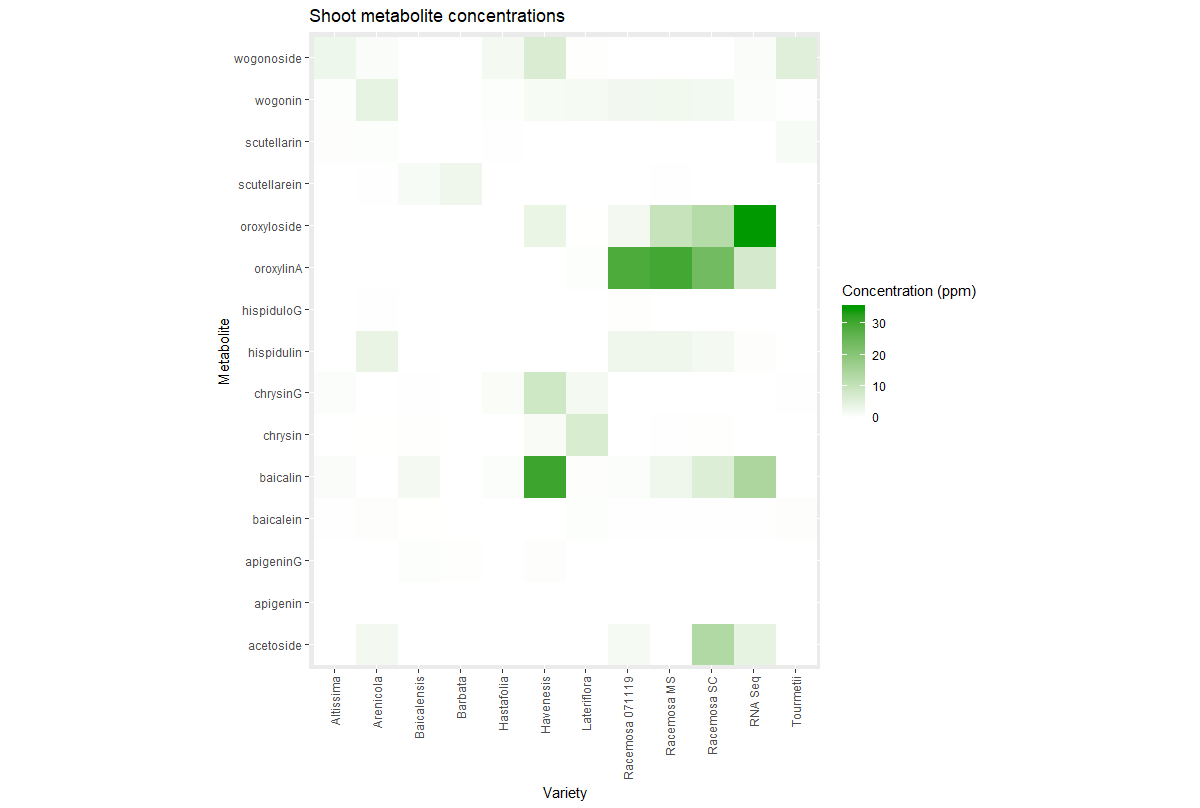 Shoot metabolite concentrations
Metabolite
wogonoside
wogonin
scutellarin
scutellarein
oroxyloside
oroxylinA
hispiduloG
hispidulin
chrysinG
chrysin
baicalin
baicalein
apigeninG
apigenin
acetoside
Altissima
Arenicola
Baicalensis
Barbata
Hastafolia
Havenesis
Lateriflora
Racemosa 071119
Racemosa MS
Racemosa SC
RNA Seq
Tourmetii
Variety
Concentration (ppm)
30
20
10
0